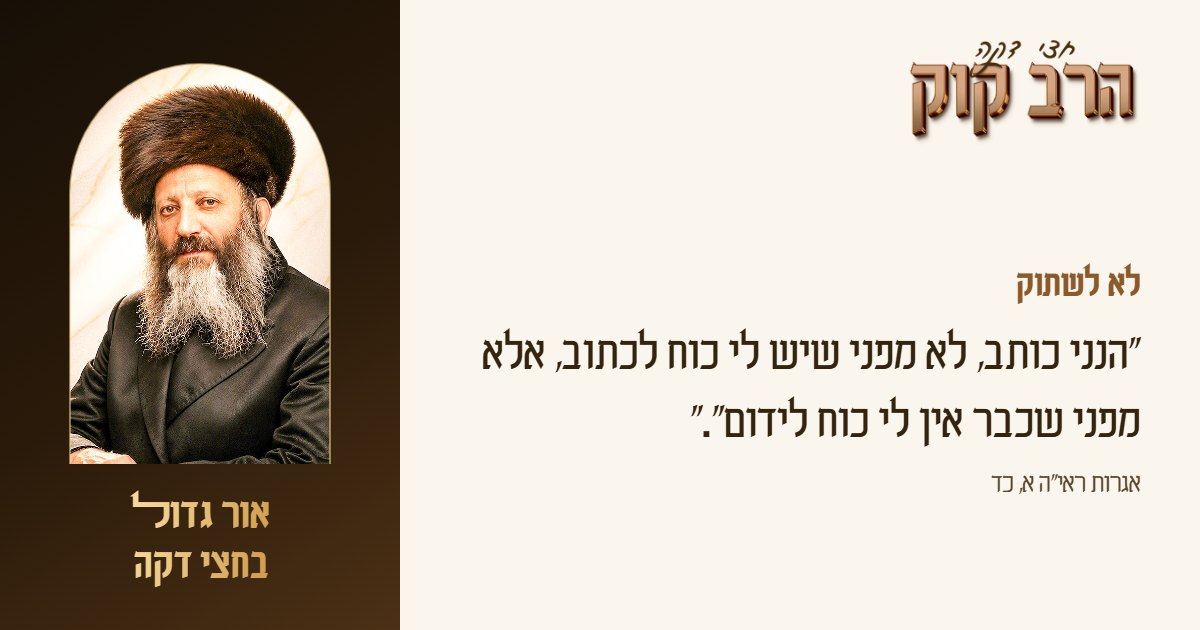 חצי דקה
הרב קוק
לא לשתוק
"הנני כותב, לא מפני שיש לי כוח לכתוב, אלא
מפני שכבר אין לי כוח לידום"."
אגרות ראי"ה א, כד
אור גדול
בחצי דקה